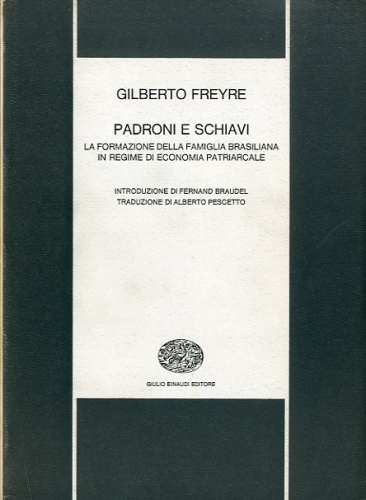 GILBERTO FREYRE
PADRONI E SCHIAVI
LA FORMAZIONE DELLA FAMIGLIA BRASILIANA
IN REGIME DI ECONOMIA PATRIARCALE
INTRODUZIONE DI FERNAND BRAUDEL
TRADUZIONE DI ALBERTO PESCETTO
GIULIO EINAUDI EDITORE